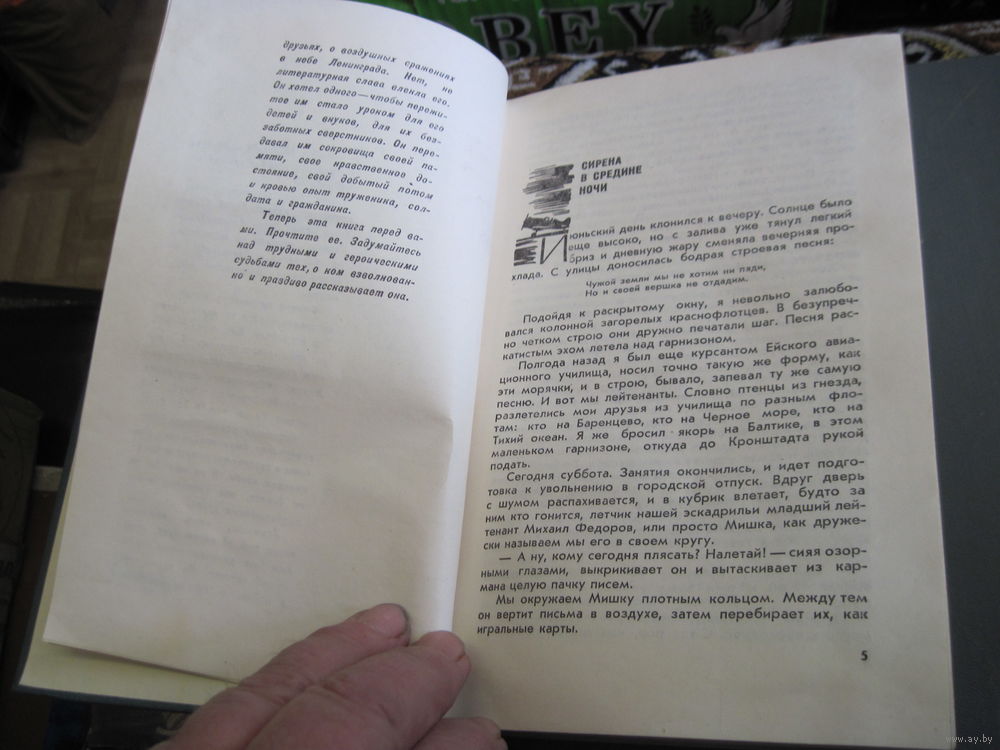 BEY
друзьях, о воздушных сражениях
в небе Ленинграда. Нет, не
литературная слава влекла его.
Он хотел одного — чтобы пережи-
тое им стало уроком для его
детей и внуков, для их без-
заботных сверстников. Он пере-
давал им сокровища своей па-
мяти, свое нравственное до-
стояние, свой добытый потом
и кровью опыт труженика, сол-
дата и гражданина.
Теперь эта книга перед ва-
ми. Прочтите ее. Задумайтесь
над трудными и героическими
судьбами тех, о ком взволнован-
но и правдиво рассказывает она.
СИРЕНА
В СРЕДИНЕ
НОЧИ
Июньский день клонился к вечеру. Солнце было
еще высоко, но с залива уже тянул легкий
бриз и дневную жару сменяла вечерняя про-
хлада. С улицы доносилась бодрая строевая песня:
Чужой земли мы не хотим ни пяди,
Но и своей вершка не отдадим.
Подойдя к раскрытому окну, я невольно залюбо-
вался колонной загорелых краснофлотцев. В безупреч-
но четком строю они дружно печатали шаг. Песня рас-
катистым эхом летела над гарнизоном.
Полгода назад я был еще курсантом Ейского авиа-
ционного училища, носил точно такую же форму, как
эти морячки, и в строю, бывало, запевал ту же самую
песню. И вот мы лейтенанты. Словно птенцы из гнезда,
разлетелись мои друзья из училища по разным фло-
там: кто на Баренцево, кто на Черное море, кто на
Тихий океан. Я же бросил якорь на Балтике, в этом
маленьком гарнизоне, откуда до Кронштадта рукой
подать.
Сегодня суббота. Занятия окончились, и идет подго-
товка к увольнению в городской отпуск. Вдруг дверь
с шумом распахивается, и в кубрик влетает, будто за
ним кто гонится, летчик нашей эскадрильи младший лей-
тенант Михаил Федоров, или просто Мишка, как друже-
ски называем мы его в своем кругу.
— А ну, кому сегодня плясать? Налетай! — сияя озор-
ными глазами, выкрикивает он и вытаскивает из кар-
мана целую пачку писем.
Мы окружаем Мишку плотным кольцом. Между тем
он вертит письма в воздухе, затем перебирает их, как
игральные карты.
5
www.ay.by